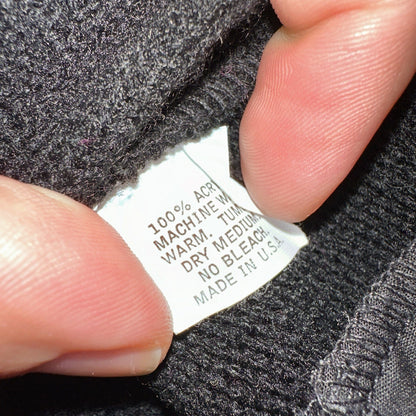 100% ACR
MACHINE W
WARM. TUM
DRY MEDIUM
NO BLEACH.
MADE IN U.S.A.